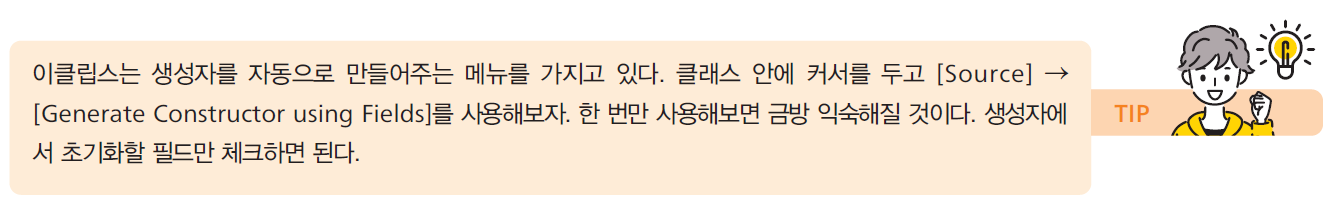 이클립스는 생성자를 자동으로 만들어주는 메뉴를 가지고 있다. 클래스 안에 커서를 두고 [Source] →
[Generate Constructor using Fields]를 사용해보자. 한 번만 사용해보면 금방 익숙해질 것이다. 생성자에
서 초기화할 필드만 체크하면 된다.
TIP